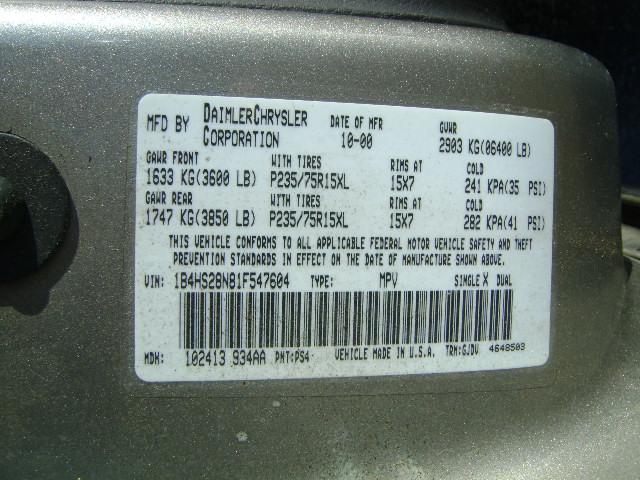 MFD BY DAIMLERCHRYSLER CORPORATION DATE OF MFR 10-00 GVWR 2903 KG(06400 LB)
GAWR FRONT WITH TIRES RIMS AT COLD
1633 KG(3600 LB) P235/75R15XL 15X7 241 KPA(35 PSI)
GAWR REAR WITH TIRES RIMS AT COLD
1747 KG(3850 LB) P235/75R15XL 15X7 282 KPA(41 PSI)
THIS VEHICLE CONFORMS TO ALL APPLICABLE FEDERAL MOTOR VEHICLE SAFETY AND THEFT
PREVENTION STANDARDS IN EFFECT ON THE DATE OF MANUFACTURE SHOWN ABOVE.
VIN: 1B4HS28N81F547604 TYPE: MPV SINGLE X DUAL
MDH: 102413 934AA PNT:PS4 VEHICLE MADE IN U.S.A. TRM:GJDV 4648503